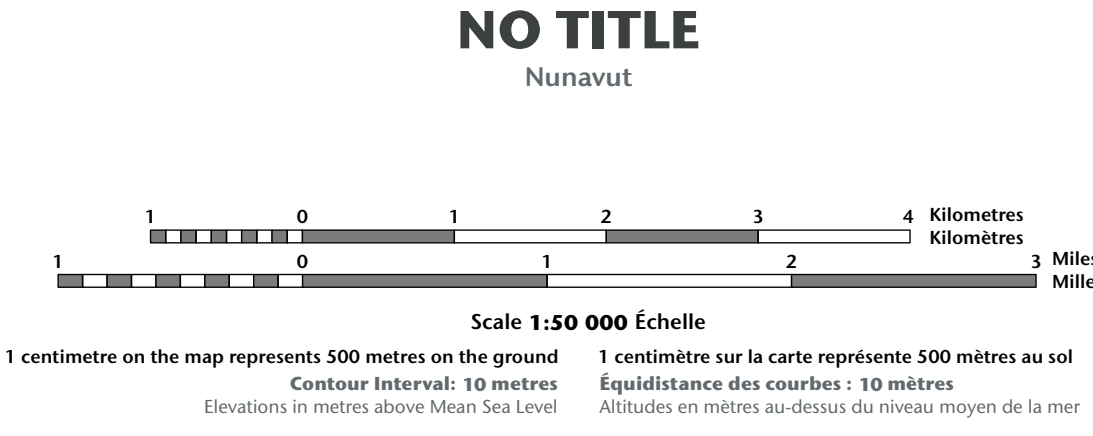 NO TITLE
Nunavut
1 0 1 2 3 4 Kilometres
Kilomètres
1 0 1 2 3 Miles
Mille
Scale 1:50 000 Échelle
1 centimetre on the map represents 500 metres on the ground 1 centimètre sur la carte représente 500 mètres au sol
Contour Interval: 10 metres Équidistance des courbes : 10 mètres
Elevations in metres above Mean Sea Level Altitudes en mètres au-dessus du niveau moyen de la mer